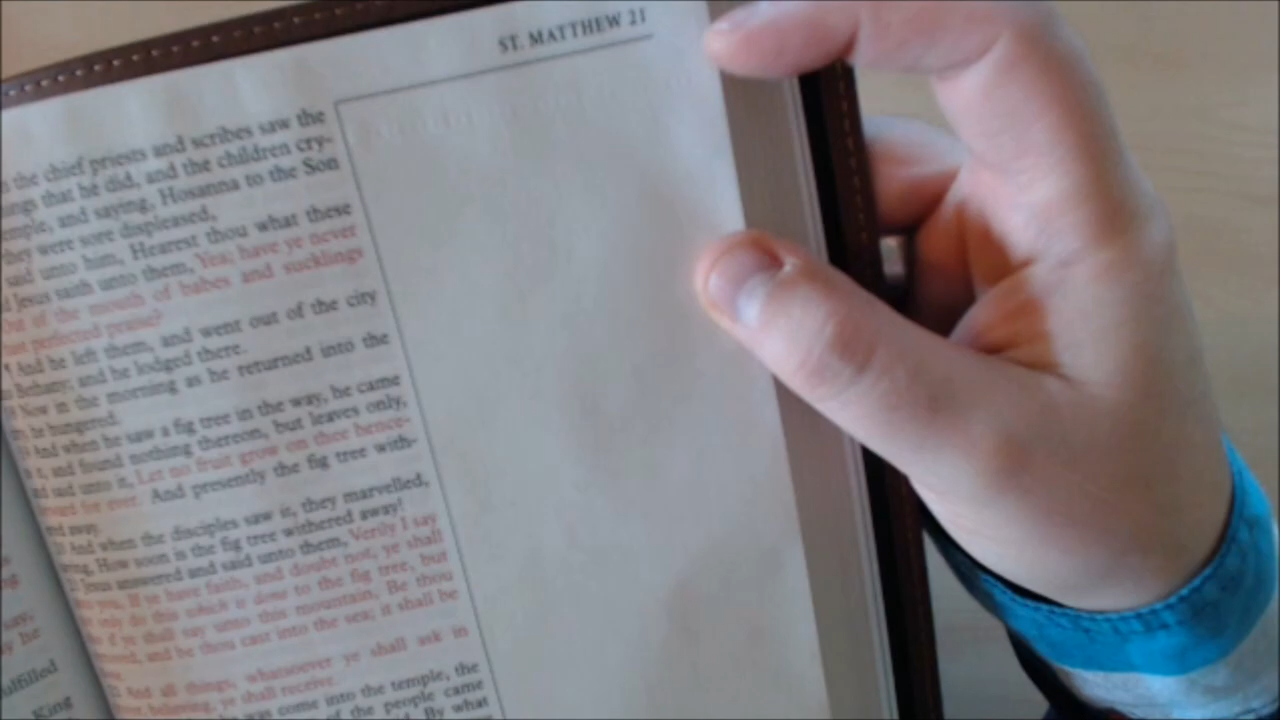 ST. MATTHEW 21
the chief priests and scribes saw the
that he did, and the children cry-
and saying, Hosanna to the Son
they were sore displeased,
said unto him, Hearest thou what these
Jesus saith unto them, Yea; have ye never
Out of the mouth of babes and sucklings
perfected praise?
And he left them, and went out of the city
Bethany; and he lodged there.
Now in the morning as he returned into the
he hungered.
And when he saw a fig tree in the way, he came
it, and found nothing thereon, but leaves only,
said unto it, Let no fruit grow on thee hence-
for ever. And presently the fig tree with-
away.
And when the disciples saw it, they marvelled,
How soon is the fig tree withered away!
Jesus answered and said unto them, Verily I say
you, If ye have faith, and doubt not, ye shall
only do this which is done to the fig tree, but
if ye shall say unto this mountain, Be thou
and be thou cast into the sea; it shall be
And all things, whatsoever ye shall ask in
believing, ye shall receive.
was come into the temple, the
of the people came
By what
King